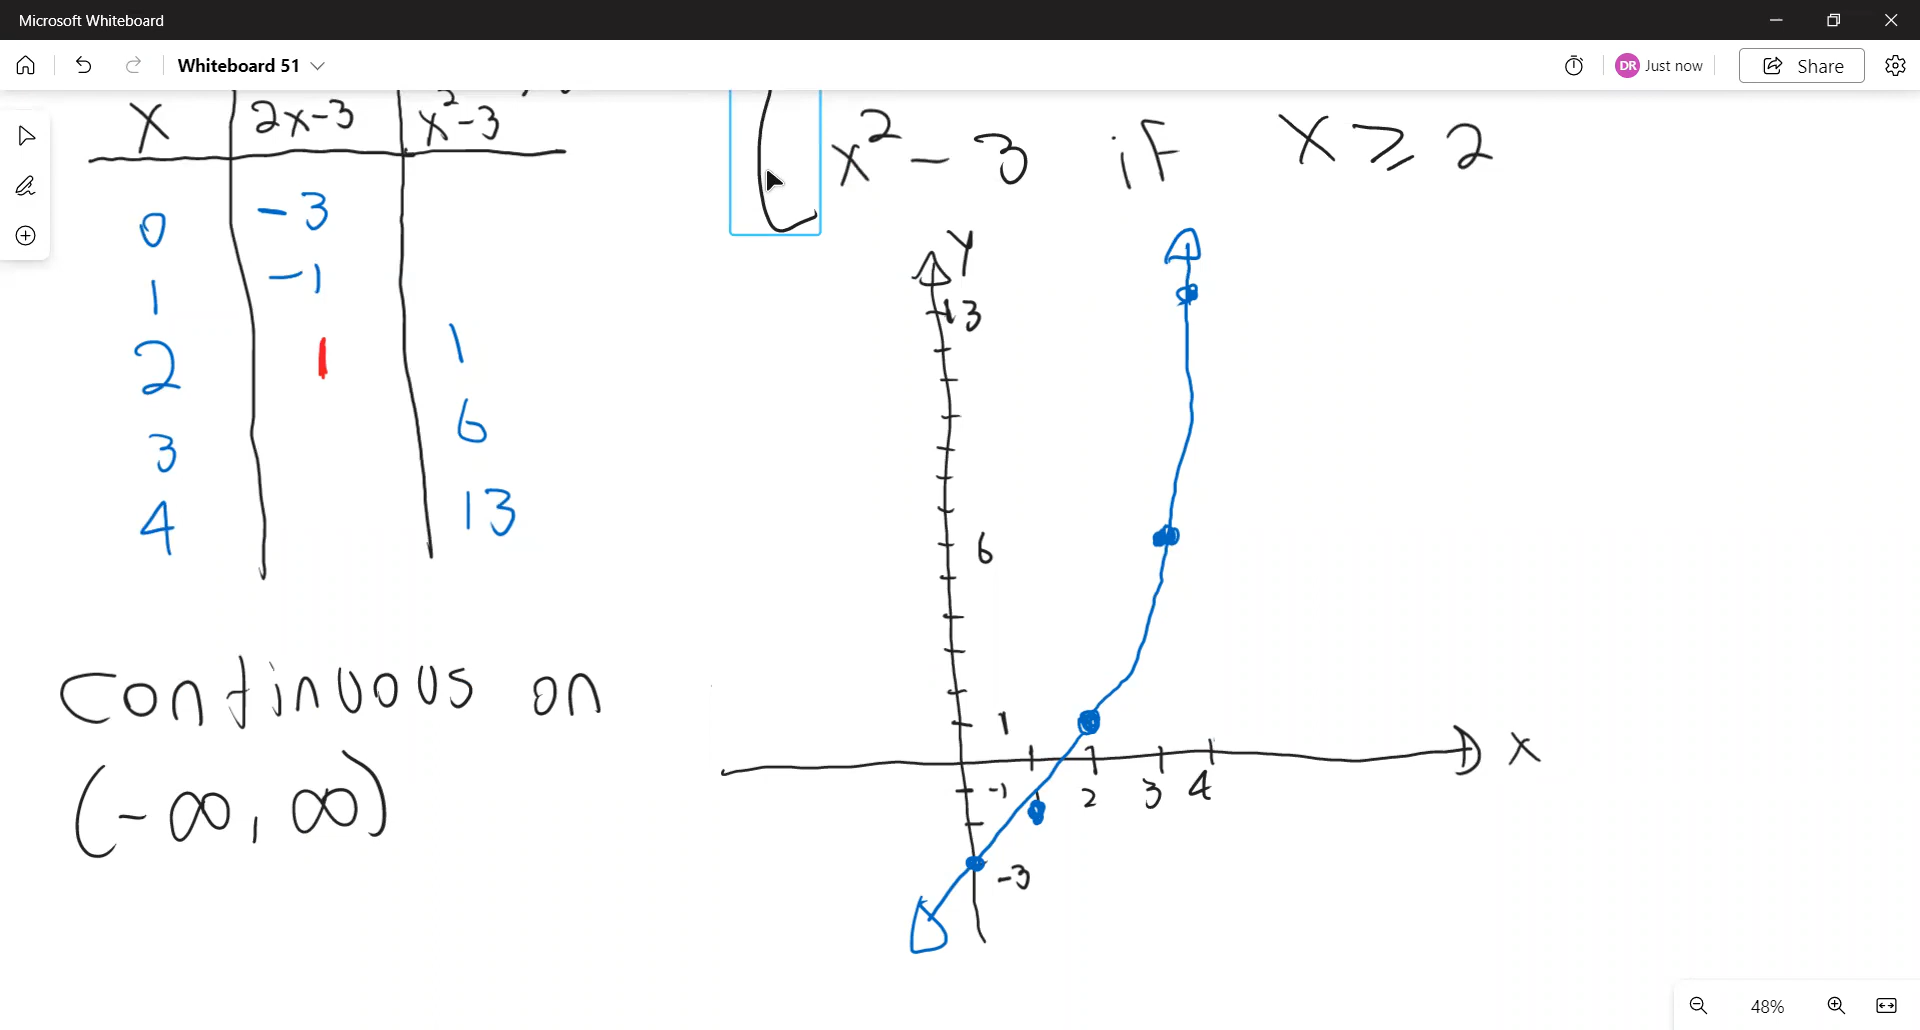 Microsoft Whiteboard
Whiteboard 51
DR Just now
Share
x 2x-3 x²-3
0 -3
1 -1
2 1 1
3 6
4 13
x² - 3 if x ≥ 2
Y
13
6
1
-1 2 3 4 X
-3
continuous on
(-∞, ∞)
48%